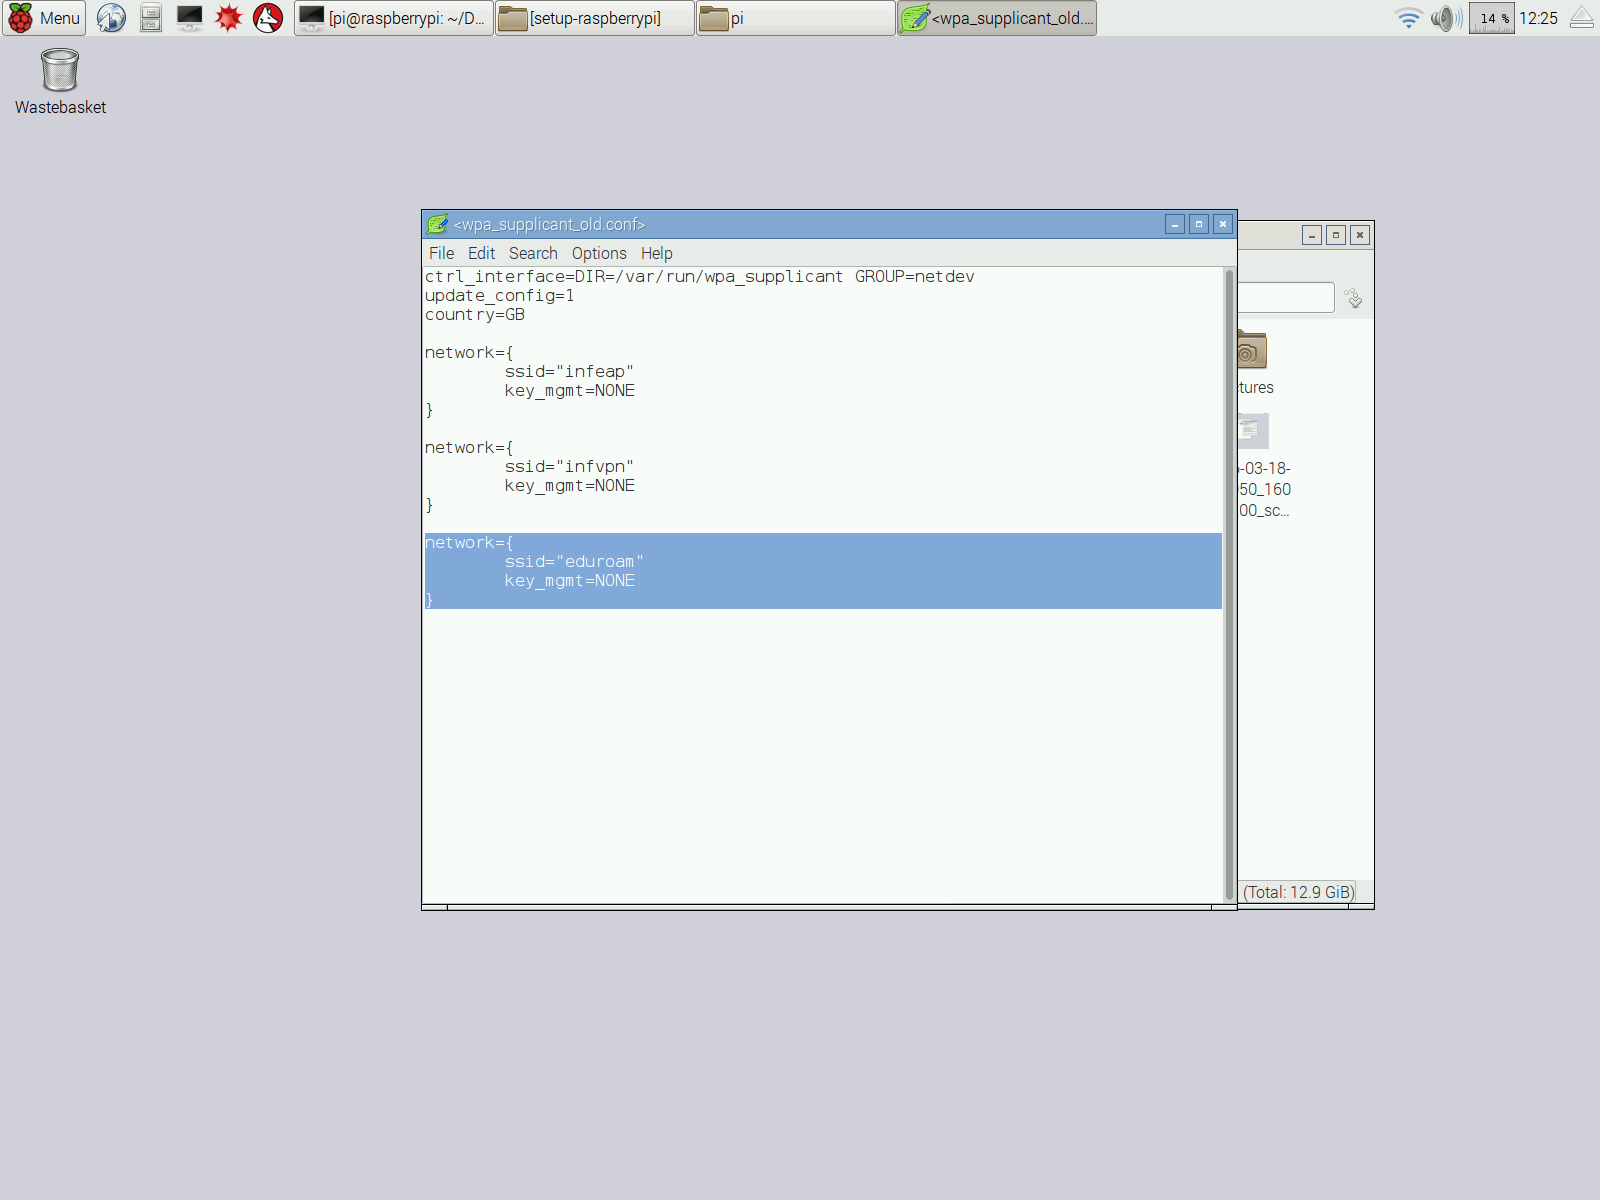 Menu
[pi@raspberrypi: ~/D...
[setup-raspberrypi]
pi
<wpa_supplicant_old....
14 %
12:25
Wastebasket
<wpa_supplicant_old.conf>
File Edit Search Options Help
ctrl_interface=DIR=/var/run/wpa_supplicant GROUP=netdev
update_config=1
country=GB
network={
ssid="infeap"
key_mgmt=NONE
}
network={
ssid="infvpn"
key_mgmt=NONE
}
network={
ssid="eduroam"
key_mgmt=NONE
}
tures
-03-18-
50_160
00_sc...
(Total: 12.9 GiB)